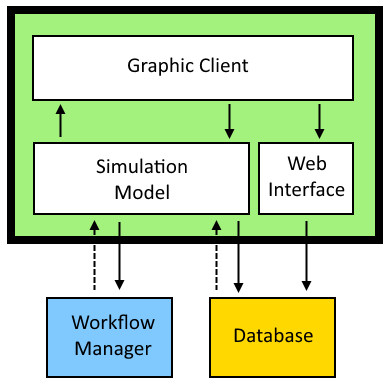 Graphic Client
Simulation
Model
Web
Interface
Workflow
Manager
Database